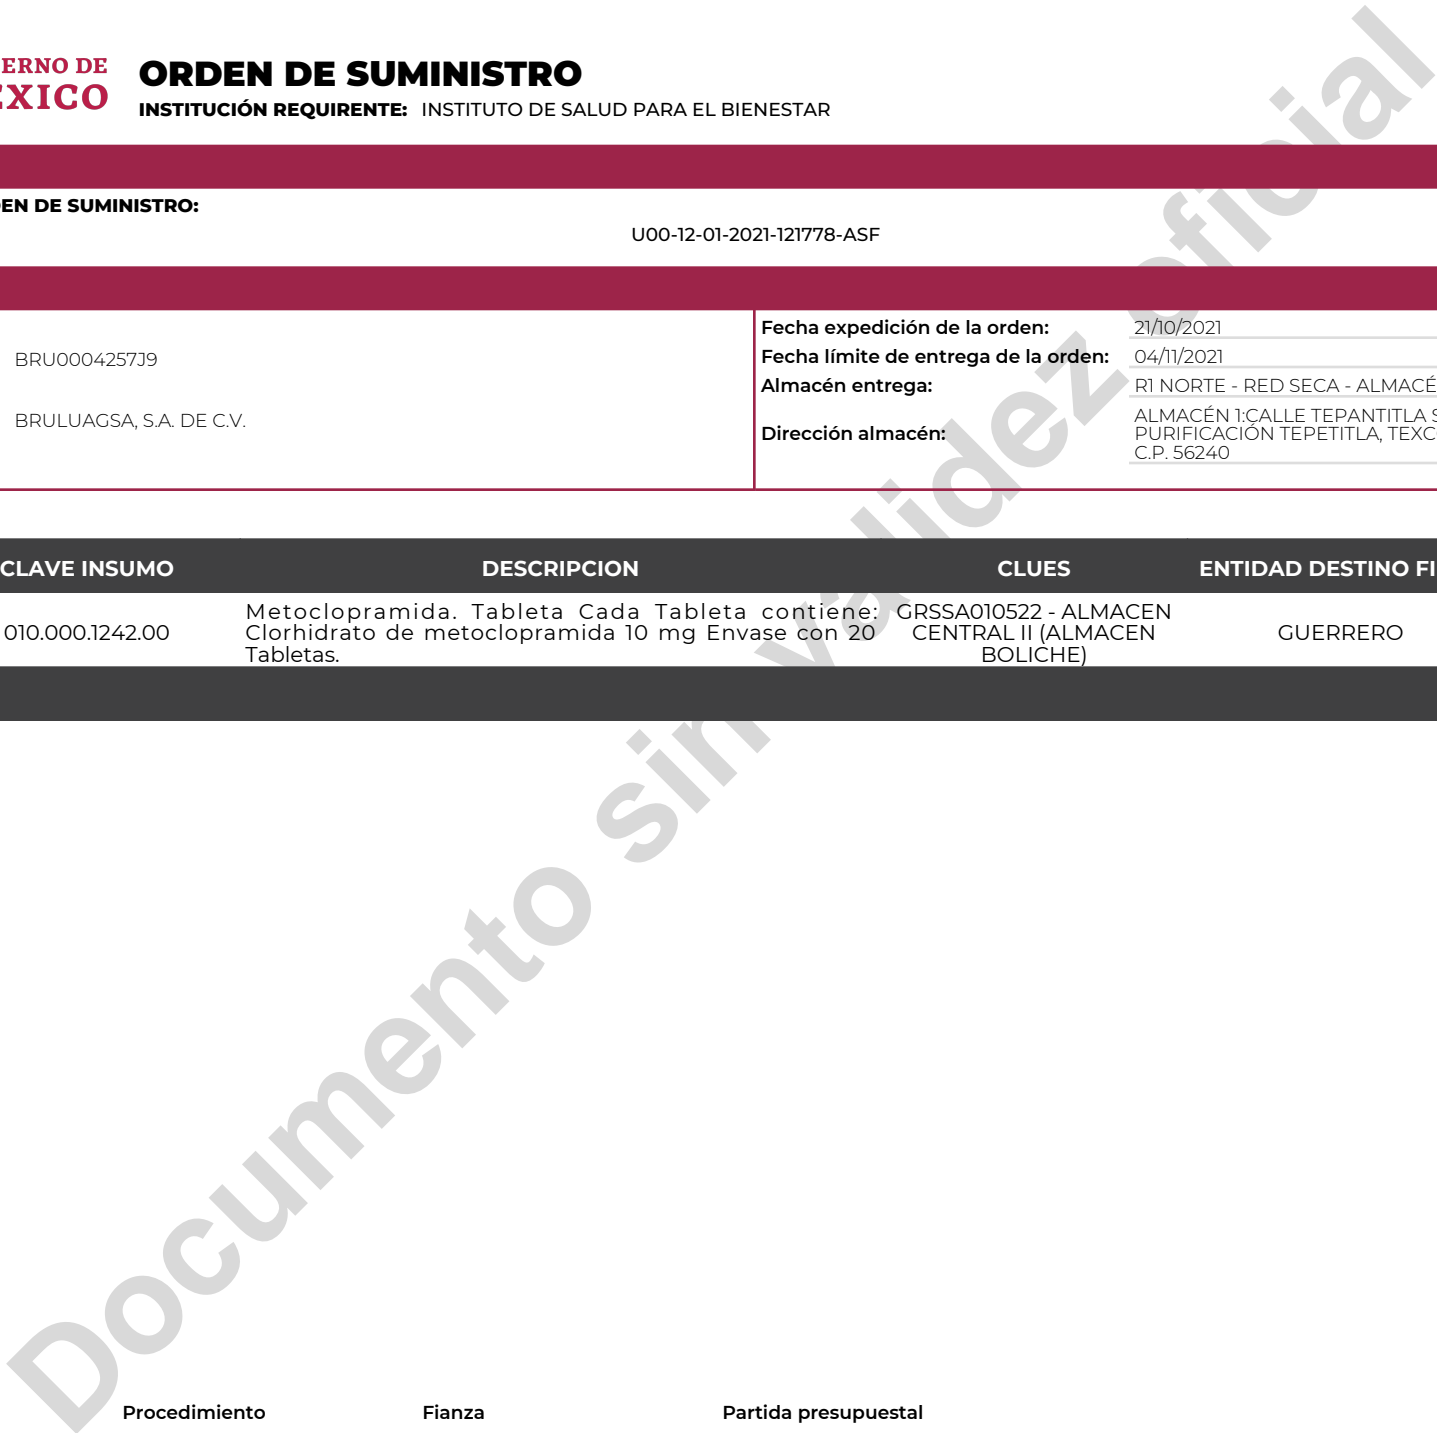 ERNO DE
ÉXICO
ORDEN DE SUMINISTRO
INSTITUCIÓN REQUIRENTE: INSTITUTO DE SALUD PARA EL BIENESTAR
EN DE SUMINISTRO:
U00-12-01-2021-121778-ASF
BRU0004257J9
BRULUAGSA, S.A. DE C.V.
Fecha expedición de la orden: 21/10/2021
Fecha límite de entrega de la orden: 04/11/2021
Almacén entrega: R1 NORTE - RED SECA - ALMACÉ
Dirección almacén: ALMACÉN 1:CALLE TEPANTITLA S
PURIFICACIÓN TEPETITLA, TEXC
C.P. 56240
CLAVE INSUMO DESCRIPCION CLUES ENTIDAD DESTINO FI
010.000.1242.00
Metoclopramida. Tableta Cada Tableta contiene:
Clorhidrato de metoclopramida 10 mg Envase con 20
Tabletas.
GRSSA010522 - ALMACEN
CENTRAL II (ALMACEN
BOLICHE)
GUERRERO
Documento sin validez oficial
Procedimiento Fianza Partida presupuestal